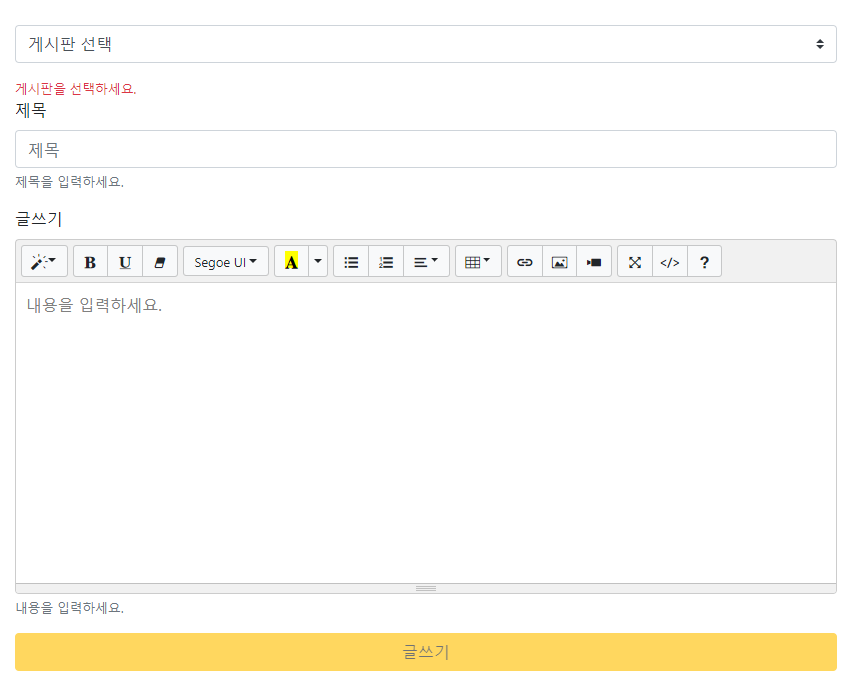 게시판 선택
게시판을 선택하세요.
제목
제목
제목을 입력하세요.
글쓰기
B U Segoe UI A </> ?
내용을 입력하세요.
내용을 입력하세요.
글쓰기